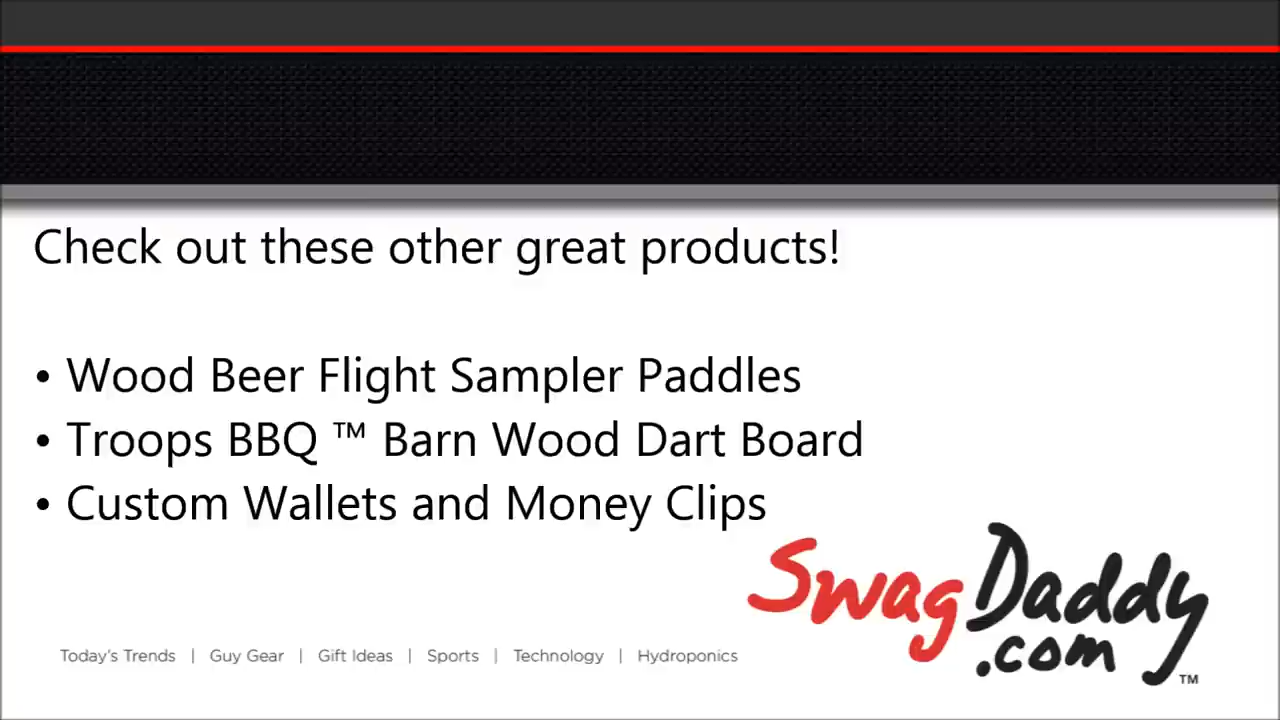 Check out these other great products!
• Wood Beer Flight Sampler Paddles
• Troops BBQ ™ Barn Wood Dart Board
• Custom Wallets and Money Clips
SwagDaddy
.com ™
Today's Trends | Guy Gear | Gift Ideas | Sports | Technology | Hydroponics